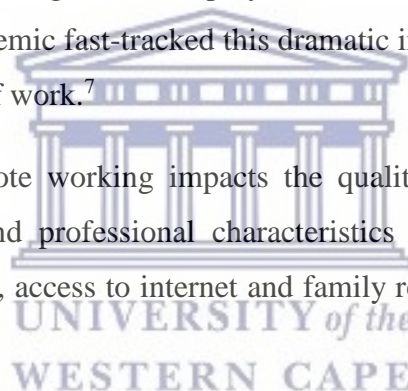 emic fast-tracked this dramatic i
f work.7
ote working impacts the qualit
nd professional characteristics
, access to internet and family r
UNIVERSITY of the
WESTERN CAPE